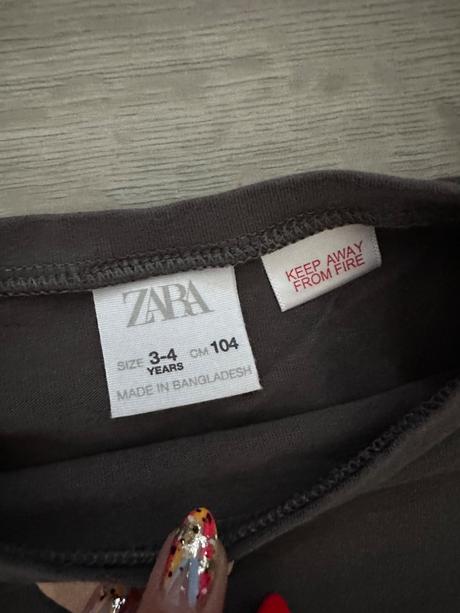 ZARA
SIZE 3-4 YEARS CM 104
MADE IN BANGLADESH
KEEP AWAY
FROM FIRE